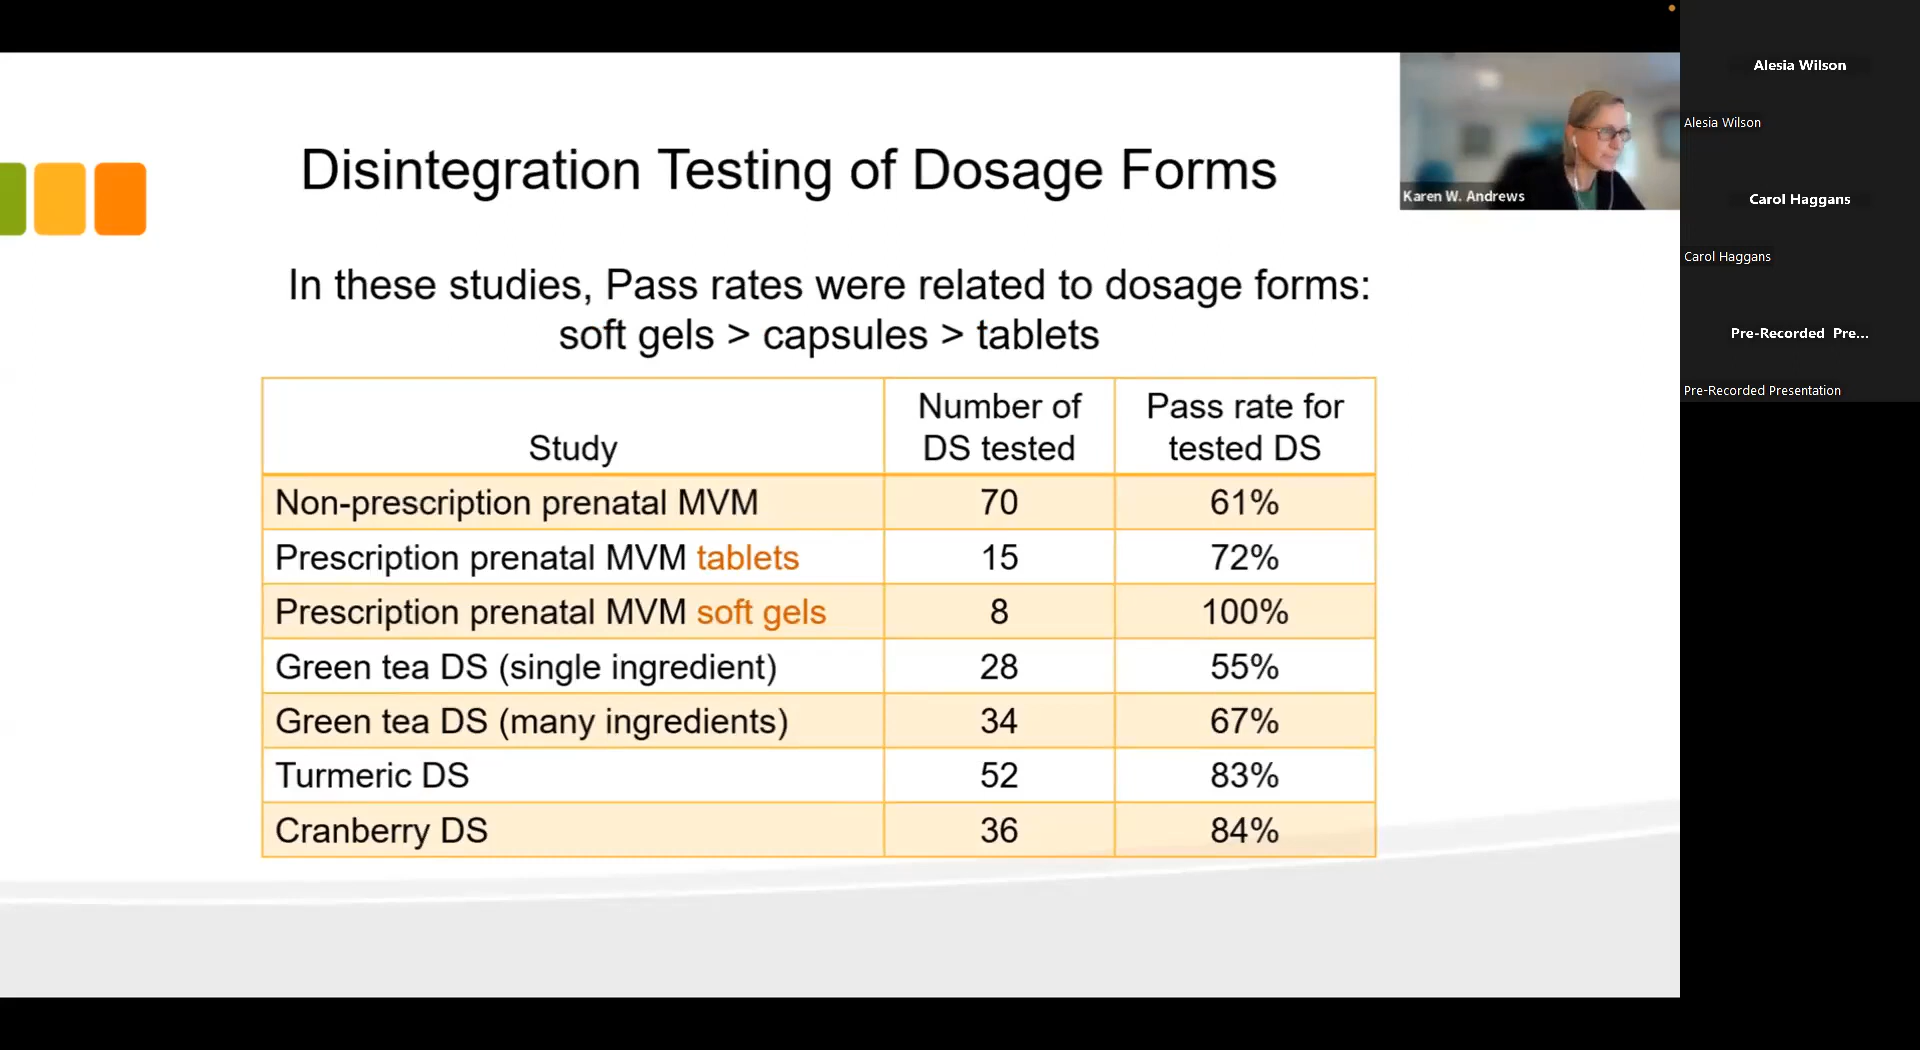 Disintegration Testing of Dosage Forms
In these studies, Pass rates were related to dosage forms:
soft gels > capsules > tablets
Study
Number of
DS tested
Pass rate for
tested DS
Non-prescription prenatal MVM 70 61%
Prescription prenatal MVM tablets 15 72%
Prescription prenatal MVM soft gels 8 100%
Green tea DS (single ingredient) 28 55%
Green tea DS (many ingredients) 34 67%
Turmeric DS 52 83%
Cranberry DS 36 84%
Karen W. Andrews
Alesia Wilson
Alesia Wilson
Carol Haggans
Carol Haggans
Pre-Recorded Pre...
Pre-Recorded Presentation